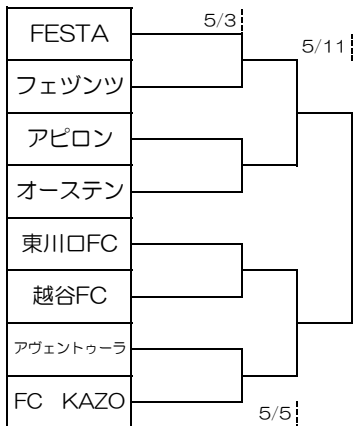 FESTA
5/3
5/11
フェヅンツ
アピロン
オーステン
東川口FC
越谷FC
アヴェントゥーラ
FC KAZO
5/5